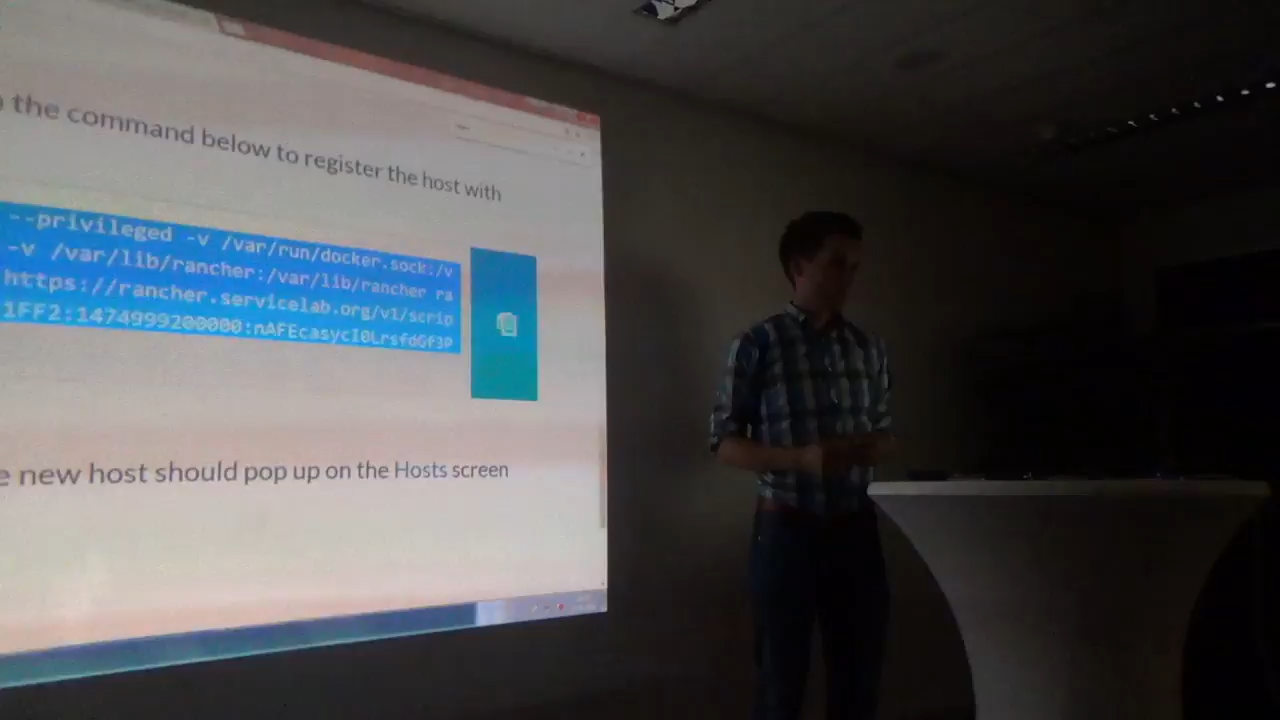 the command below to register the host with
--privileged -v /var/run/docker.sock:/v
-v /var/lib/rancher:/var/lib/rancher ra
https://rancher.servicelab.org/v1/scrip
1FF2:1474999200000:nAFEcasycI0LrsfdGf3P
new host should pop up on the Hosts screen